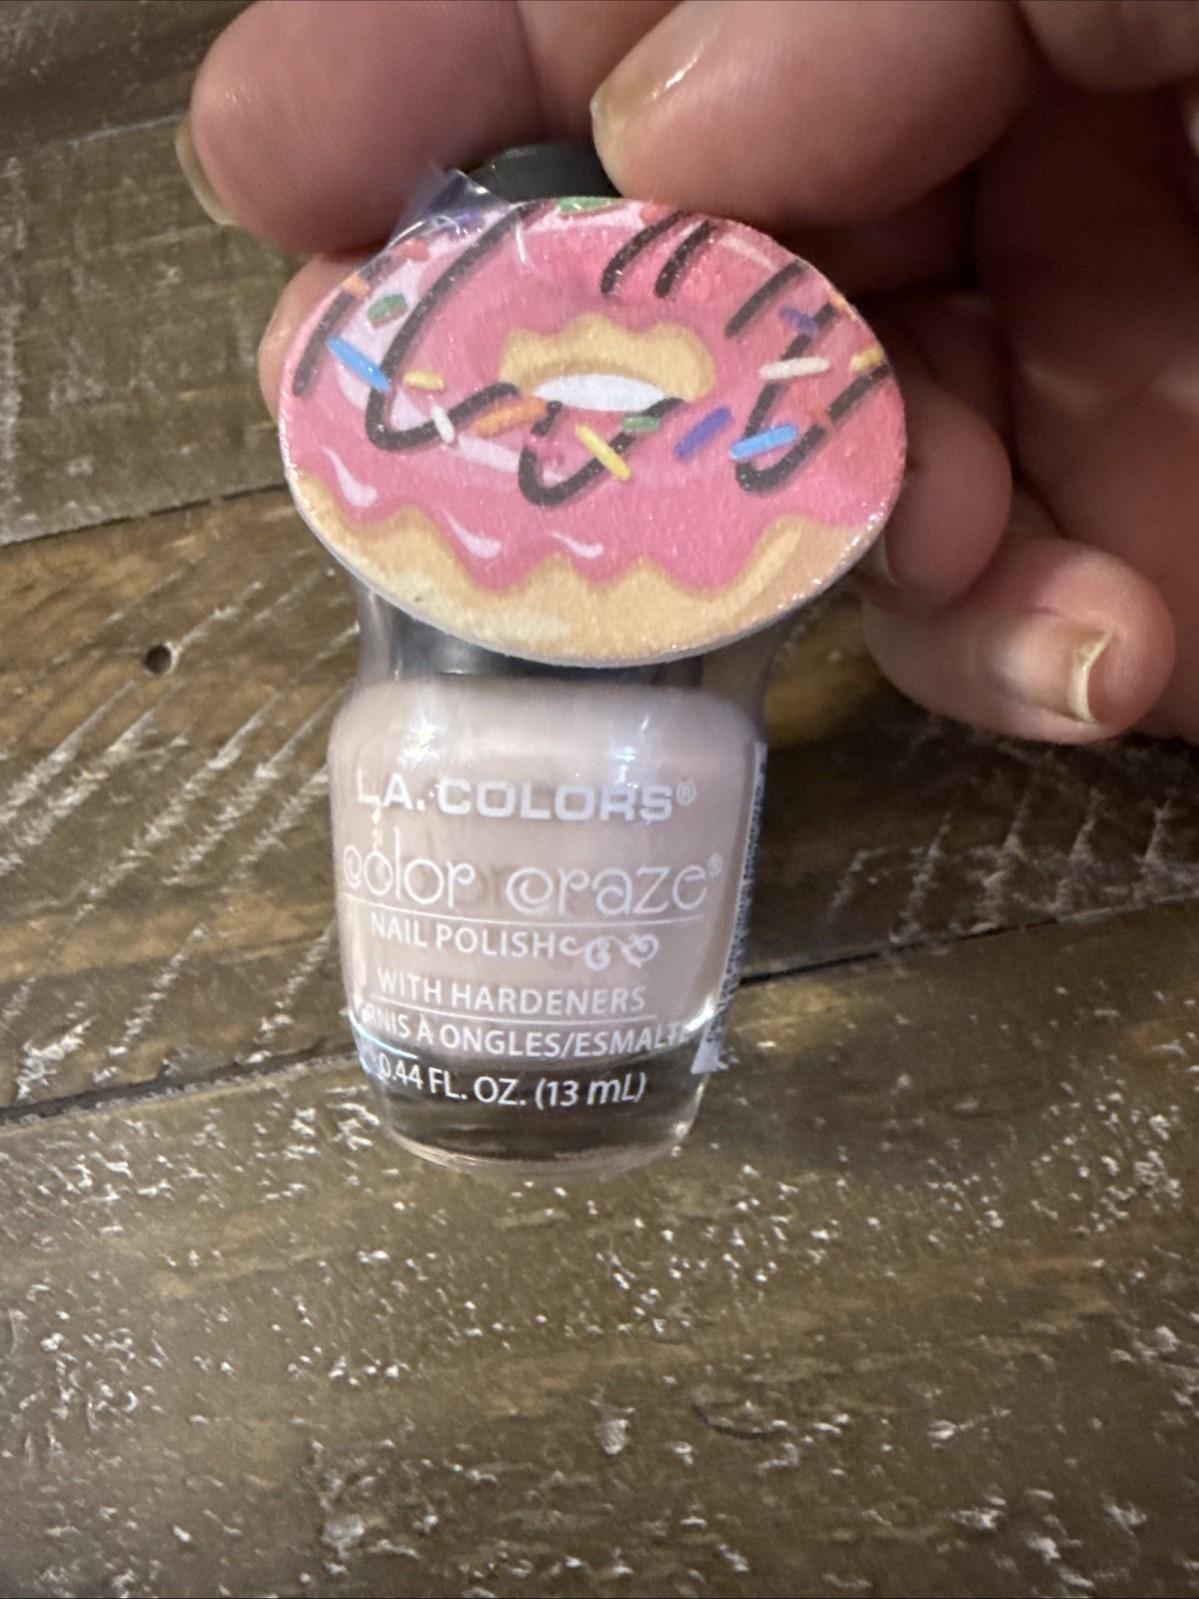 L.A. COLORS®
color craze®
NAIL POLISH
WITH HARDENERS
À ONGLES/ESMALTE
0.44 FL. OZ. (13 mL)